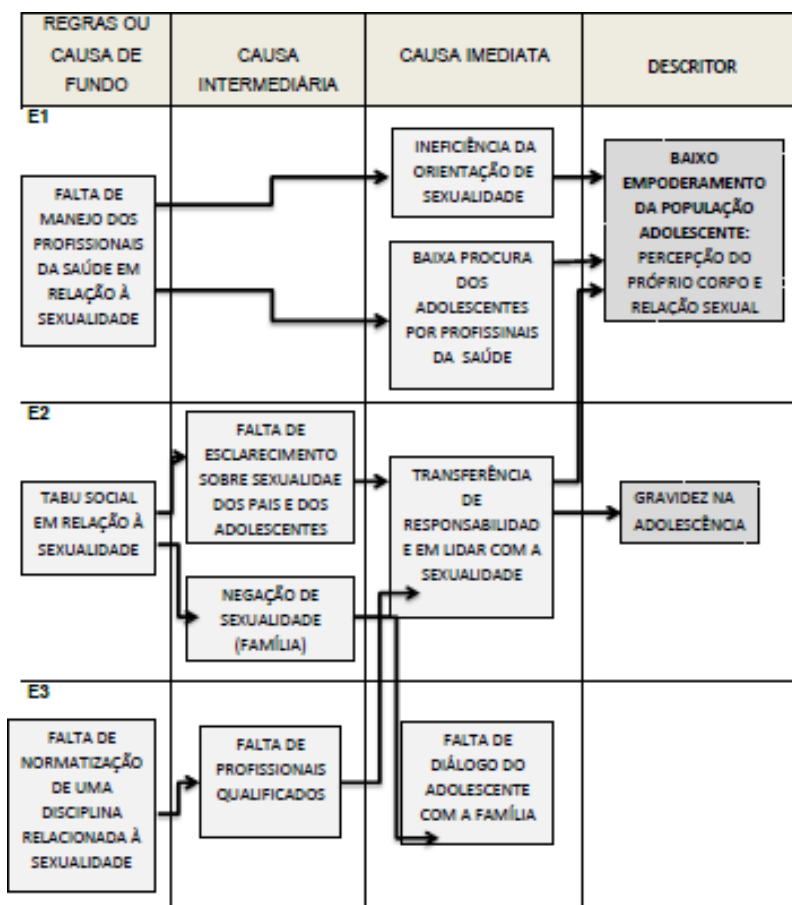 REGRAS OU
CAUSA DE
FUNDO
CAUSA
INTERMEDIÁRIA
CAUSA IMEDIATA
DESCRITOR
E1
FALTA DE
MANEJO DOS
PROFISSIONAIS
DA SAÚDE EM
RELAÇÃO À
SEXUALIDADE
INEFICIÊNCIA DA
ORIENTAÇÃO DE
SEXUALIDADE
BAIXA PROCURA
DOS
ADOLESCENTES
POR PROFISSINAIS
DA SAÚDE
BAIXO
EMPODERAMENTO
DA POPULAÇÃO
ADOLESCENTE:
PERCEPÇÃO DO
PRÓPRIO CORPO E
RELAÇÃO SEXUAL
E2
TABU SOCIAL
EM RELAÇÃO À
SEXUALIDADE
FALTA DE
ESCLARECIMENTO
SOBRE SEXUALIDAE
DOS PAIS E DOS
ADOLESCENTES
NEGAÇÃO DE
SEXUALIDADE
(FAMÍLIA)
TRANSFERÊNCIA
DE
RESPONSABILIDAD
E EM LIDAR COM A
SEXUALIDADE
GRAVIDEZ NA
ADOLESCÊNCIA
E3
FALTA DE
NORMATIZAÇÃO
DE UMA
DISCIPLINA
RELACIONADA À
SEXUALIDADE
FALTA DE
PROFISSIONAIS
QUALIFICADOS
FALTA DE
DIÁLOGO DO
ADOLESCENTE
COM A FAMÍLIA